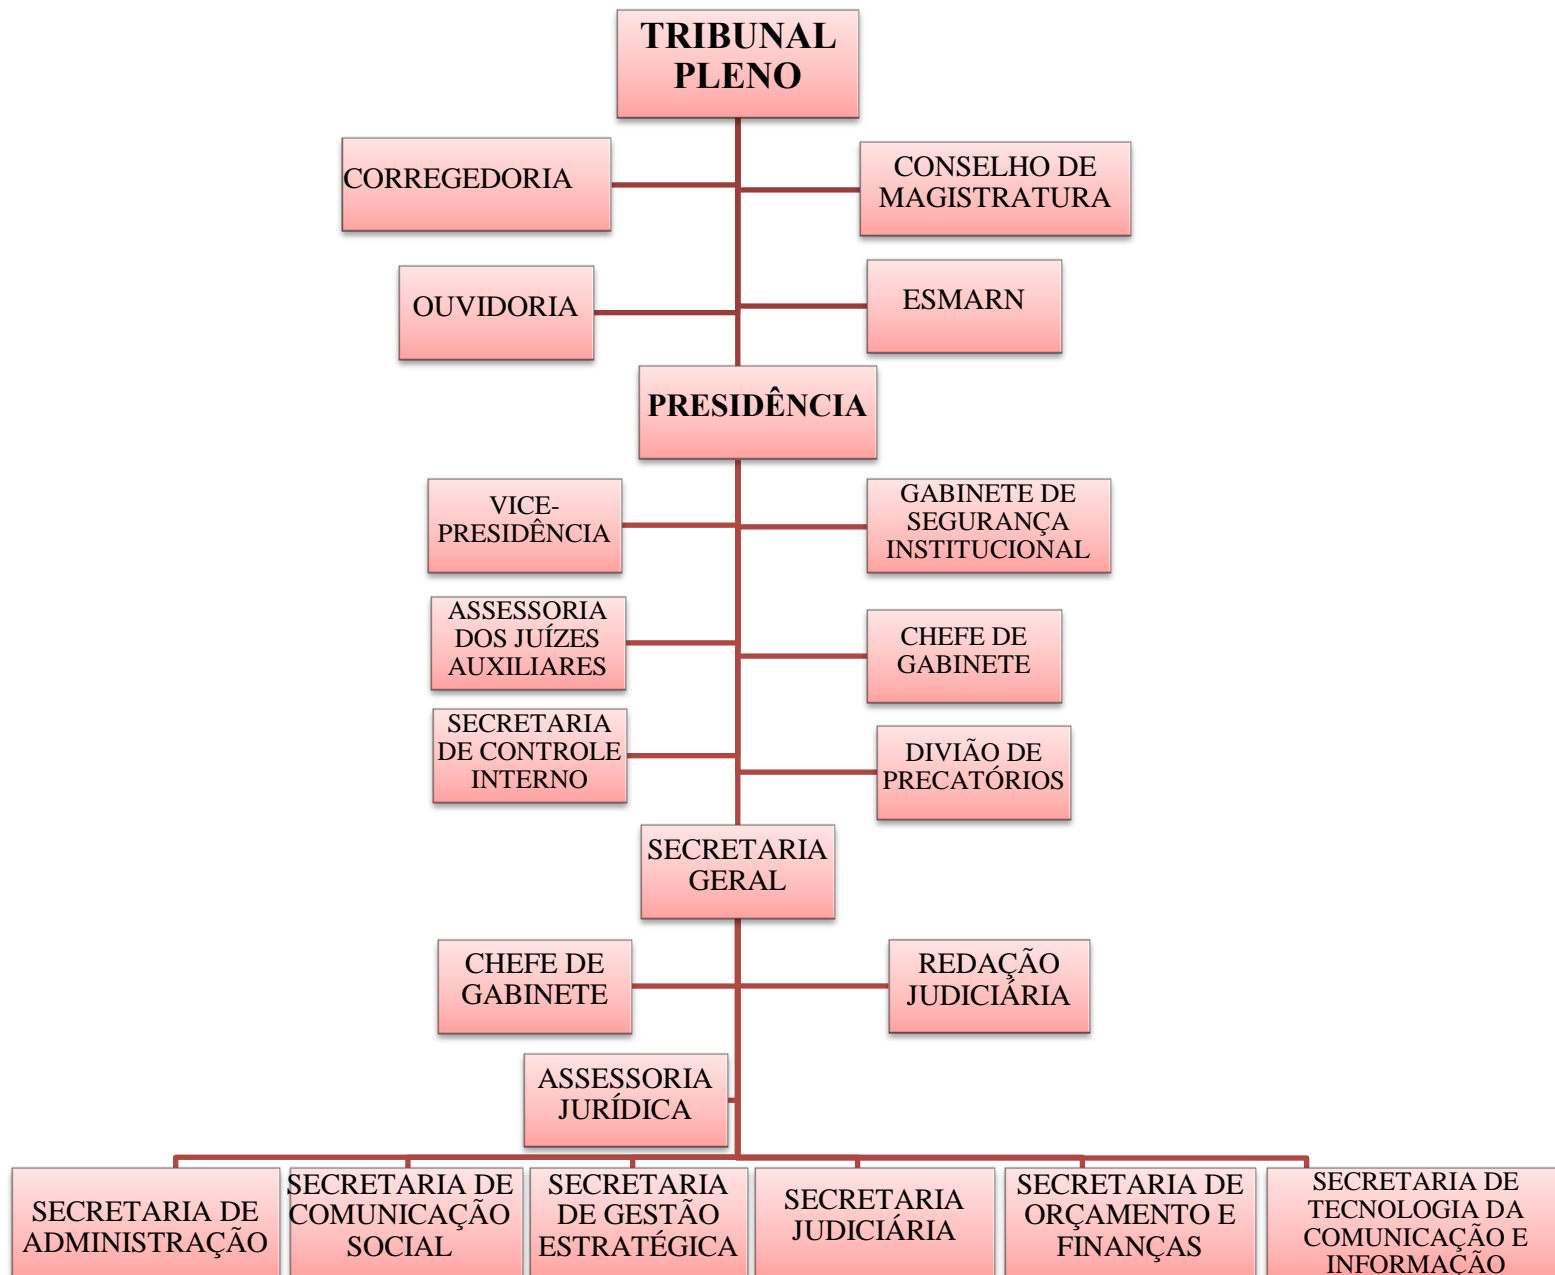 TRIBUNAL
PLENO
CORREGEDORIA
CONSELHO DE
MAGISTRATURA
OUVIDORIA
ESMARN
PRESIDÊNCIA
VICE-
PRESIDÊNCIA
GABINETE DE
SEGURANÇA
INSTITUCIONAL
ASSESSORIA
DOS JUÍZES
AUXILIARES
CHEFE DE
GABINETE
SECRETARIA
DE CONTROLE
INTERNO
DIVIÃO DE
PRECATÓRIOS
SECRETARIA
GERAL
CHEFE DE
GABINETE
REDAÇÃO
JUDICIÁRIA
ASSESSORIA
JURÍDICA
SECRETARIA DE
ADMINISTRAÇÃO
SECRETARIA DE
COMUNICAÇÃO
SOCIAL
SECRETARIA
DE GESTÃO
ESTRATÉGICA
SECRETARIA
JUDICIÁRIA
SECRETARIA DE
ORÇAMENTO E
FINANÇAS
SECRETARIA DE
TECNOLOGIA DA
COMUNICAÇÃO E
INFORMAÇÃO